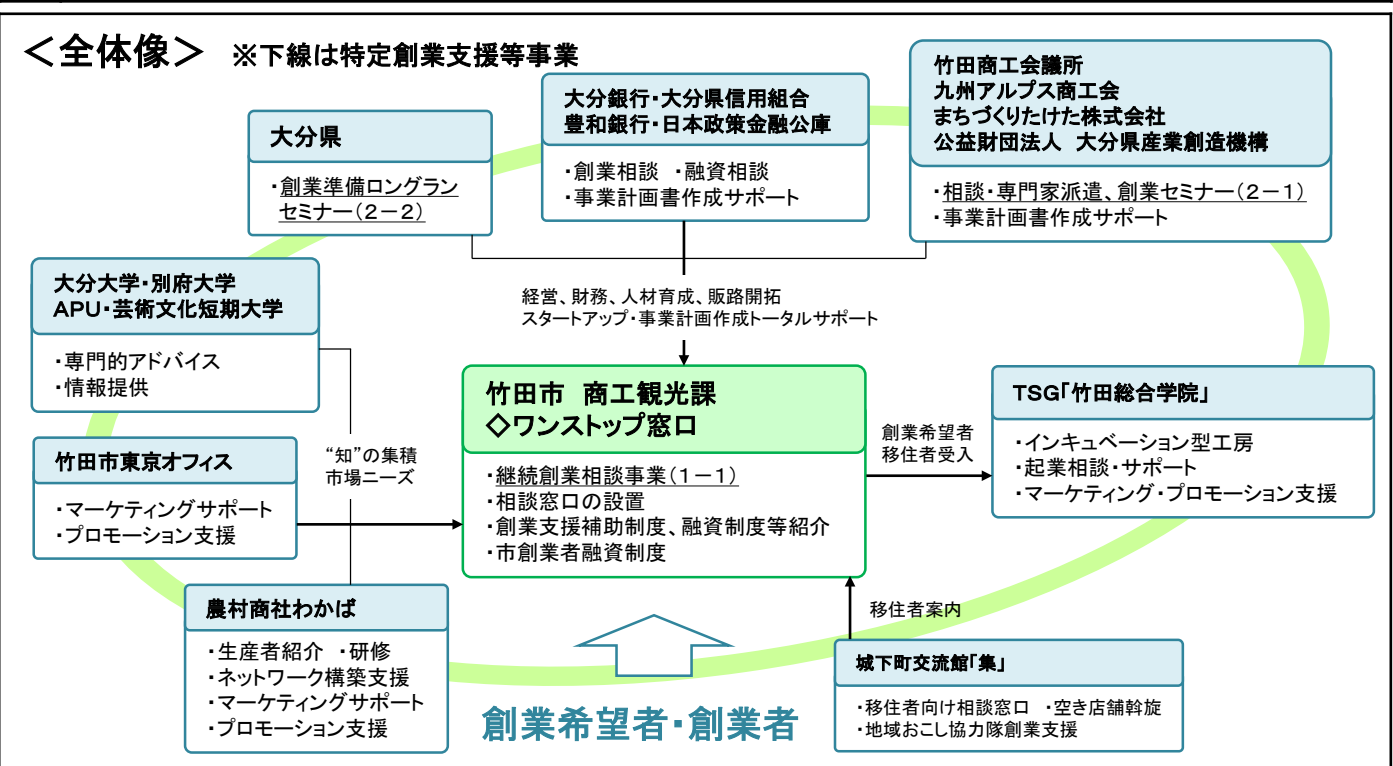 ＜全体像＞ ※下線は特定創業支援等事業
大分県
・創業準備ロングラン
セミナー(２－２)
大分銀行・大分県信用組合
豊和銀行・日本政策金融公庫
・創業相談 ・融資相談
・事業計画書作成サポート
竹田商工会議所
九州アルプス商工会
まちづくりたけた株式会社
公益財団法人 大分県産業創造機構
・相談・専門家派遣、創業セミナー(２－１)
・事業計画書作成サポート
大分大学・別府大学
ＡＰＵ・芸術文化短期大学
・専門的アドバイス
・情報提供
経営、財務、人材育成、販路開拓
スタートアップ・事業計画作成トータルサポート
竹田市 商工観光課
◇ワンストップ窓口
・継続創業相談事業(１－１)
・相談窓口の設置
・創業支援補助制度、融資制度等紹介
・市創業者融資制度
創業希望者
移住者受入
TSG「竹田総合学院」
・インキュベーション型工房
・起業相談・サポート
・マーケティング・プロモーション支援
竹田市東京オフィス
・マーケティングサポート
・プロモーション支援
“知”の集積
市場ニーズ
農村商社わかば
・生産者紹介 ・研修
・ネットワーク構築支援
・マーケティングサポート
・プロモーション支援
創業希望者・創業者
移住者案内
城下町交流館「集」
・移住者向け相談窓口 ・空き店舗斡旋
・地域おこし協力隊創業支援